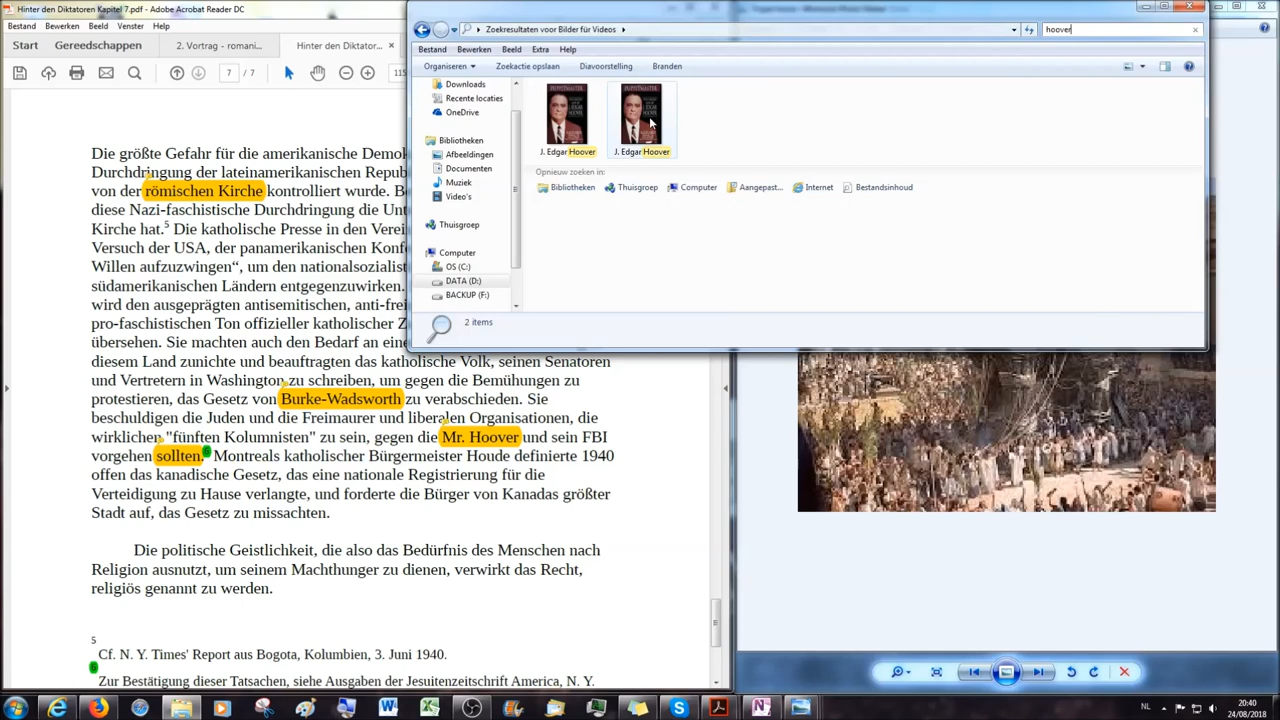 Hinter den Diktatoren Kapitel 7.pdf - Adobe Acrobat Reader DC
Bestand Bewerken Beeld Venster Help
Start Gereedschappen 2. Vortrag - romani... Hinter den Diktator... ×
7 / 7
115
Die größte Gefahr für die amerikanische Demok
Durchdringung der lateinamerikanischen Repub
von der römischen Kirche kontrolliert wurde. Be
diese Nazi-faschistische Durchdringung die Unt
Kirche hat.5 Die katholische Presse in den Verei
Versuch der USA, der panamerikanischen Konfe
Willen aufzuzwingen“, um den nationalsozialist
südamerikanischen Ländern entgegenzuwirken.
wird den ausgeprägten antisemitischen, anti-frei
pro-faschistischen Ton offizieller katholischer Z
übersehen. Sie machten auch den Bedarf an eine
diesem Land zunichte und beauftragten das katholische Volk, seinen Senatoren
und Vertretern in Washington zu schreiben, um gegen die Bemühungen zu
protestieren, das Gesetz von Burke-Wadsworth zu verabschieden. Sie
beschuldigen die Juden und die Freimaurer und liberalen Organisationen, die
wirklichen "fünften Kolumnisten" zu sein, gegen die Mr. Hoover und sein FBI
vorgehen sollten.6 Montreals katholischer Bürgermeister Houde definierte 1940
offen das kanadische Gesetz, das eine nationale Registrierung für die
Verteidigung zu Hause verlangte, und forderte die Bürger von Kanadas größter
Stadt auf, das Gesetz zu missachten.
Die politische Geistlichkeit, die also das Bedürfnis des Menschen nach
Religion ausnutzt, um seinem Machthunger zu dienen, verwirkt das Recht,
religiös genannt zu werden.
5
Cf. N. Y. Times' Report aus Bogota, Kolumbien, 3. Juni 1940.
6
Zur Bestätigung dieser Tatsachen, siehe Ausgaben der Jesuitenzeitschrift America, N. Y.
Zoekresultaten voor Bilder für Videos
hoover
Bestand Bewerken Beeld Extra Help
Organiseren Zoekactie opslaan Diavoorstelling Branden
Downloads
Recente locaties
OneDrive
Bibliotheken
Afbeeldingen
Documenten
Muziek
Video's
Thuisgroep
Computer
OS (C:)
DATA (D:)
BACKUP (F:)
J. Edgar Hoover
J. Edgar Hoover
Opnieuw zoeken in:
Bibliotheken Thuisgroep Computer Aangepast... Internet Bestandsinhoud
2 items
NL
20:40
24/08/2018